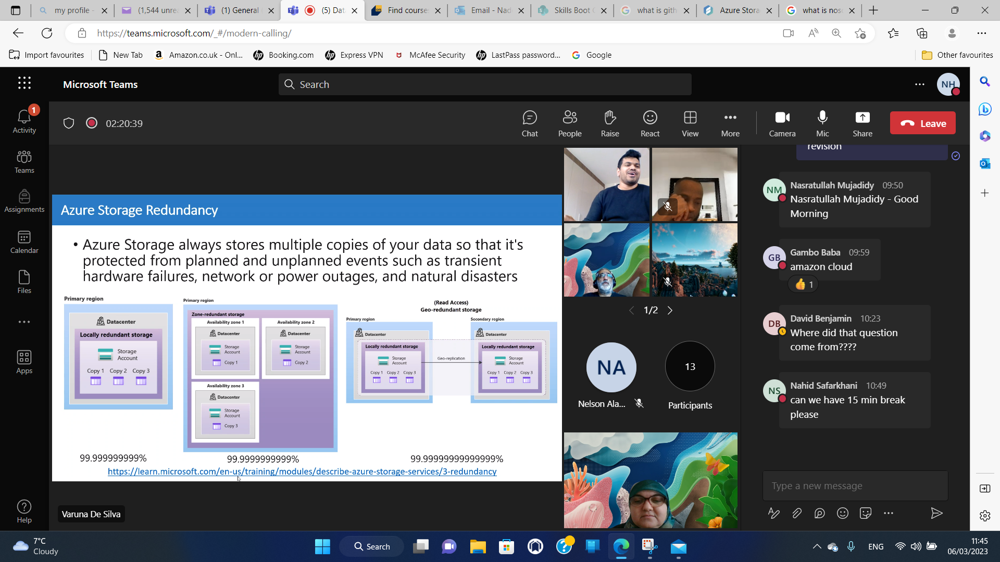 my profile -
(1,544 unre
(1) General
(5) Dat
Find course
Email - Nad
Skills Boot C
what is gith
Azure Stora
what is nos
https://teams.microsoft.com/_#/modern-calling/
Import favourites
New Tab
Amazon.co.uk - Onl...
Booking.com
Express VPN
McAfee Security
LastPass password...
Google
Other favourites
Microsoft Teams
Search
NH
1
Activity
Teams
Assignments
Calendar
Files
Apps
Help
02:20:39
Chat
People
Raise
React
View
More
Camera
Mic
Share
Leave
Azure Storage Redundancy
• Azure Storage always stores multiple copies of your data so that it's
protected from planned and unplanned events such as transient
hardware failures, network or power outages, and natural disasters
Primary region
Datacenter
Locally redundant storage
Storage
Account
Copy 1 Copy 2 Copy 3
Primary region
Zone-redundant storage
Availability zone 1
Datacenter
Storage
Account
Copy 1
Availability zone 2
Datacenter
Storage
Account
Copy 2
Availability zone 3
Datacenter
Storage
Account
Copy 3
(Read Access)
Geo-redundant storage
Primary region
Datacenter
Locally redundant storage
Storage
Account
Copy 1 Copy 2 Copy 3
Geo-replication
Secondary region
Datacenter
Locally redundant storage
Storage
Account
Copy 1 Copy 2 Copy 3
99.999999999%
99.9999999999%
99.99999999999999%
https://learn.microsoft.com/en-us/training/modules/describe-azure-storage-services/3-redundancy
Varuna De Silva
1/2
NA
Nelson Ala...
13
Participants
revision
NM
Nasratullah Mujadidy 09:50
Nasratullah Mujadidy - Good
Morning
GB
Gambo Baba 09:59
amazon cloud
1
DB
David Benjamin 10:23
Where did that question
come from????
NS
Nahid Safarkhani 10:49
can we have 15 min break
please
Type a new message
7°C
Cloudy
Search
ENG
11:45
06/03/2023